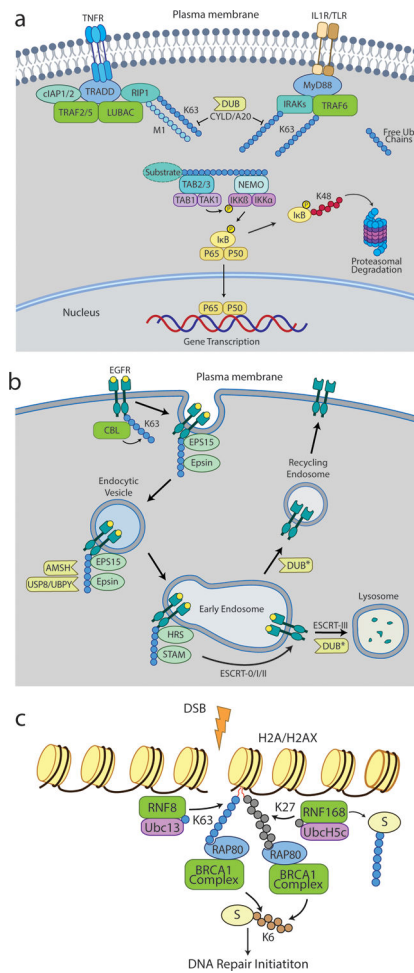 a
Plasma membrane
TNFR
IL1R/TLR
cIAP1/2
TRADD
RIP1
K63
TRAF2/5
LUBAC
M1
DUB
CYLD/A20
MyD88
IRAKs
TRAF6
K63
Free Ub
Chains
Substrate
TAB2/3
NEMO
TAB1
TAK1
P
IKKß
IKKα
P
IκB
P65
P50
P
IκB
K48
Proteasomal
Degradation
Nucleus
P65
P50
Gene Transcription
b
EGFR
Plasma membrane
CBL
K63
EPS15
Epsin
Endocytic
Vesicle
Recycling
Endosome
AMSH
USP8/UBPY
EPS15
Epsin
DUB*
Early Endosome
Lysosome
HRS
STAM
ESCRT-III
DUB*
ESCRT-0/I/II
c
DSB
H2A/H2AX
RNF8
Ubc13
K63
K27
RNF168
UbcH5c
S
RAP80
RAP80
BRCA1
Complex
BRCA1
Complex
S
K6
DNA Repair Initiatiton